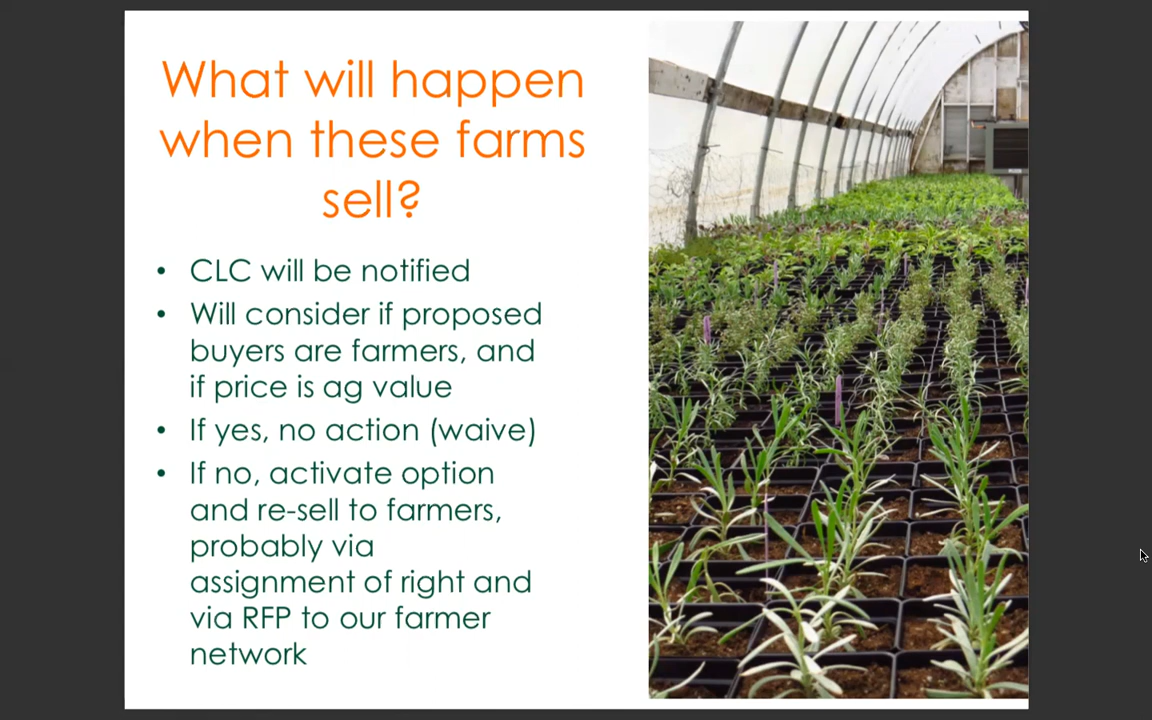 What will happen
when these farms
sell?
• CLC will be notified
• Will consider if proposed
buyers are farmers, and
if price is ag value
• If yes, no action (waive)
• If no, activate option
and re-sell to farmers,
probably via
assignment of right and
via RFP to our farmer
network